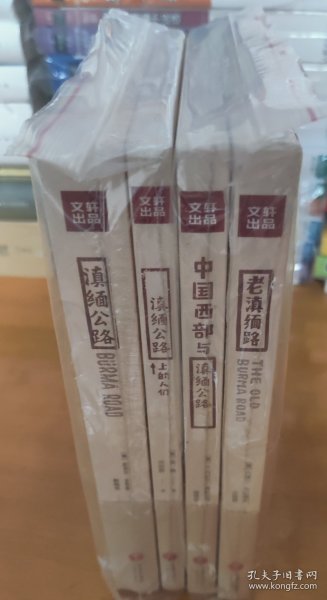 文轩
出品
滇缅公路
BURMA ROAD
文轩
出品
滇缅公路
上的人们
文轩
出品
中国西部与
滇缅公路
文轩
出品
老滇缅路
THE OLD
BURMA ROAD
孔夫子旧书网